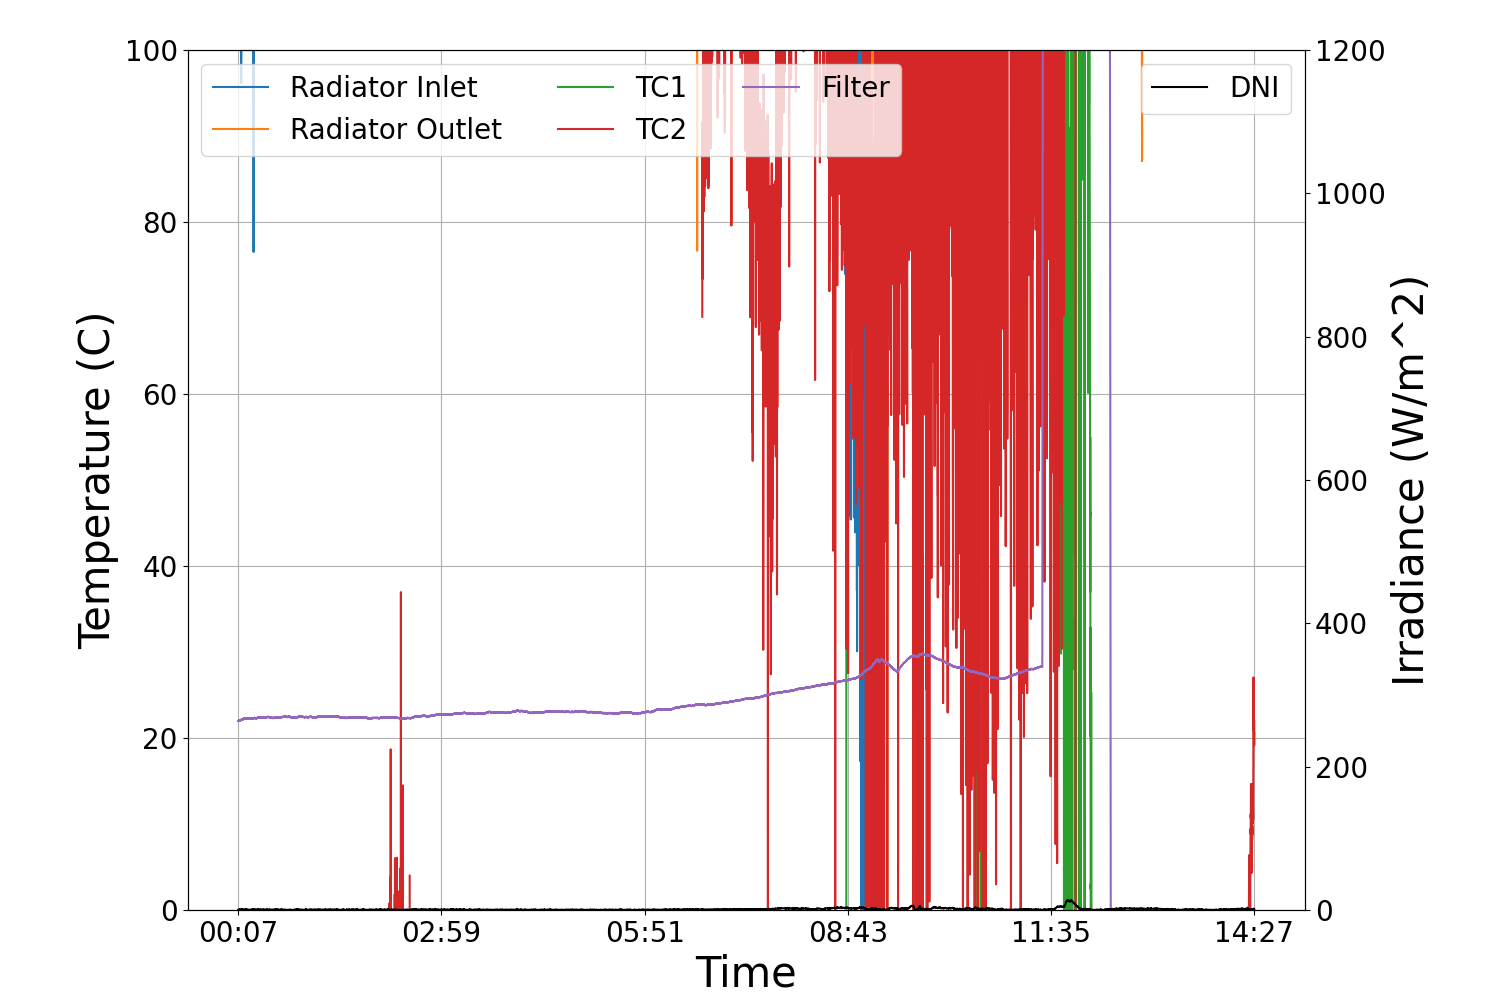 100
80
60
40
20
0
Temperature (C)
Radiator Inlet
Radiator Outlet
TC1
TC2
Filter
DNI
1200
1000
800
600
400
200
0
Irradiance (W/m^2)
00:07 02:59 05:51 08:43 11:35 14:27
Time